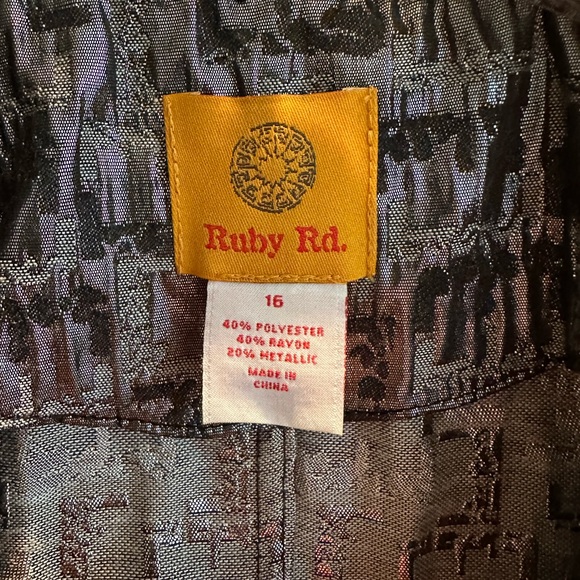 Ruby Rd.
16
40% POLYESTER
40% RAYON
20% METALLIC
MADE IN
CHINA